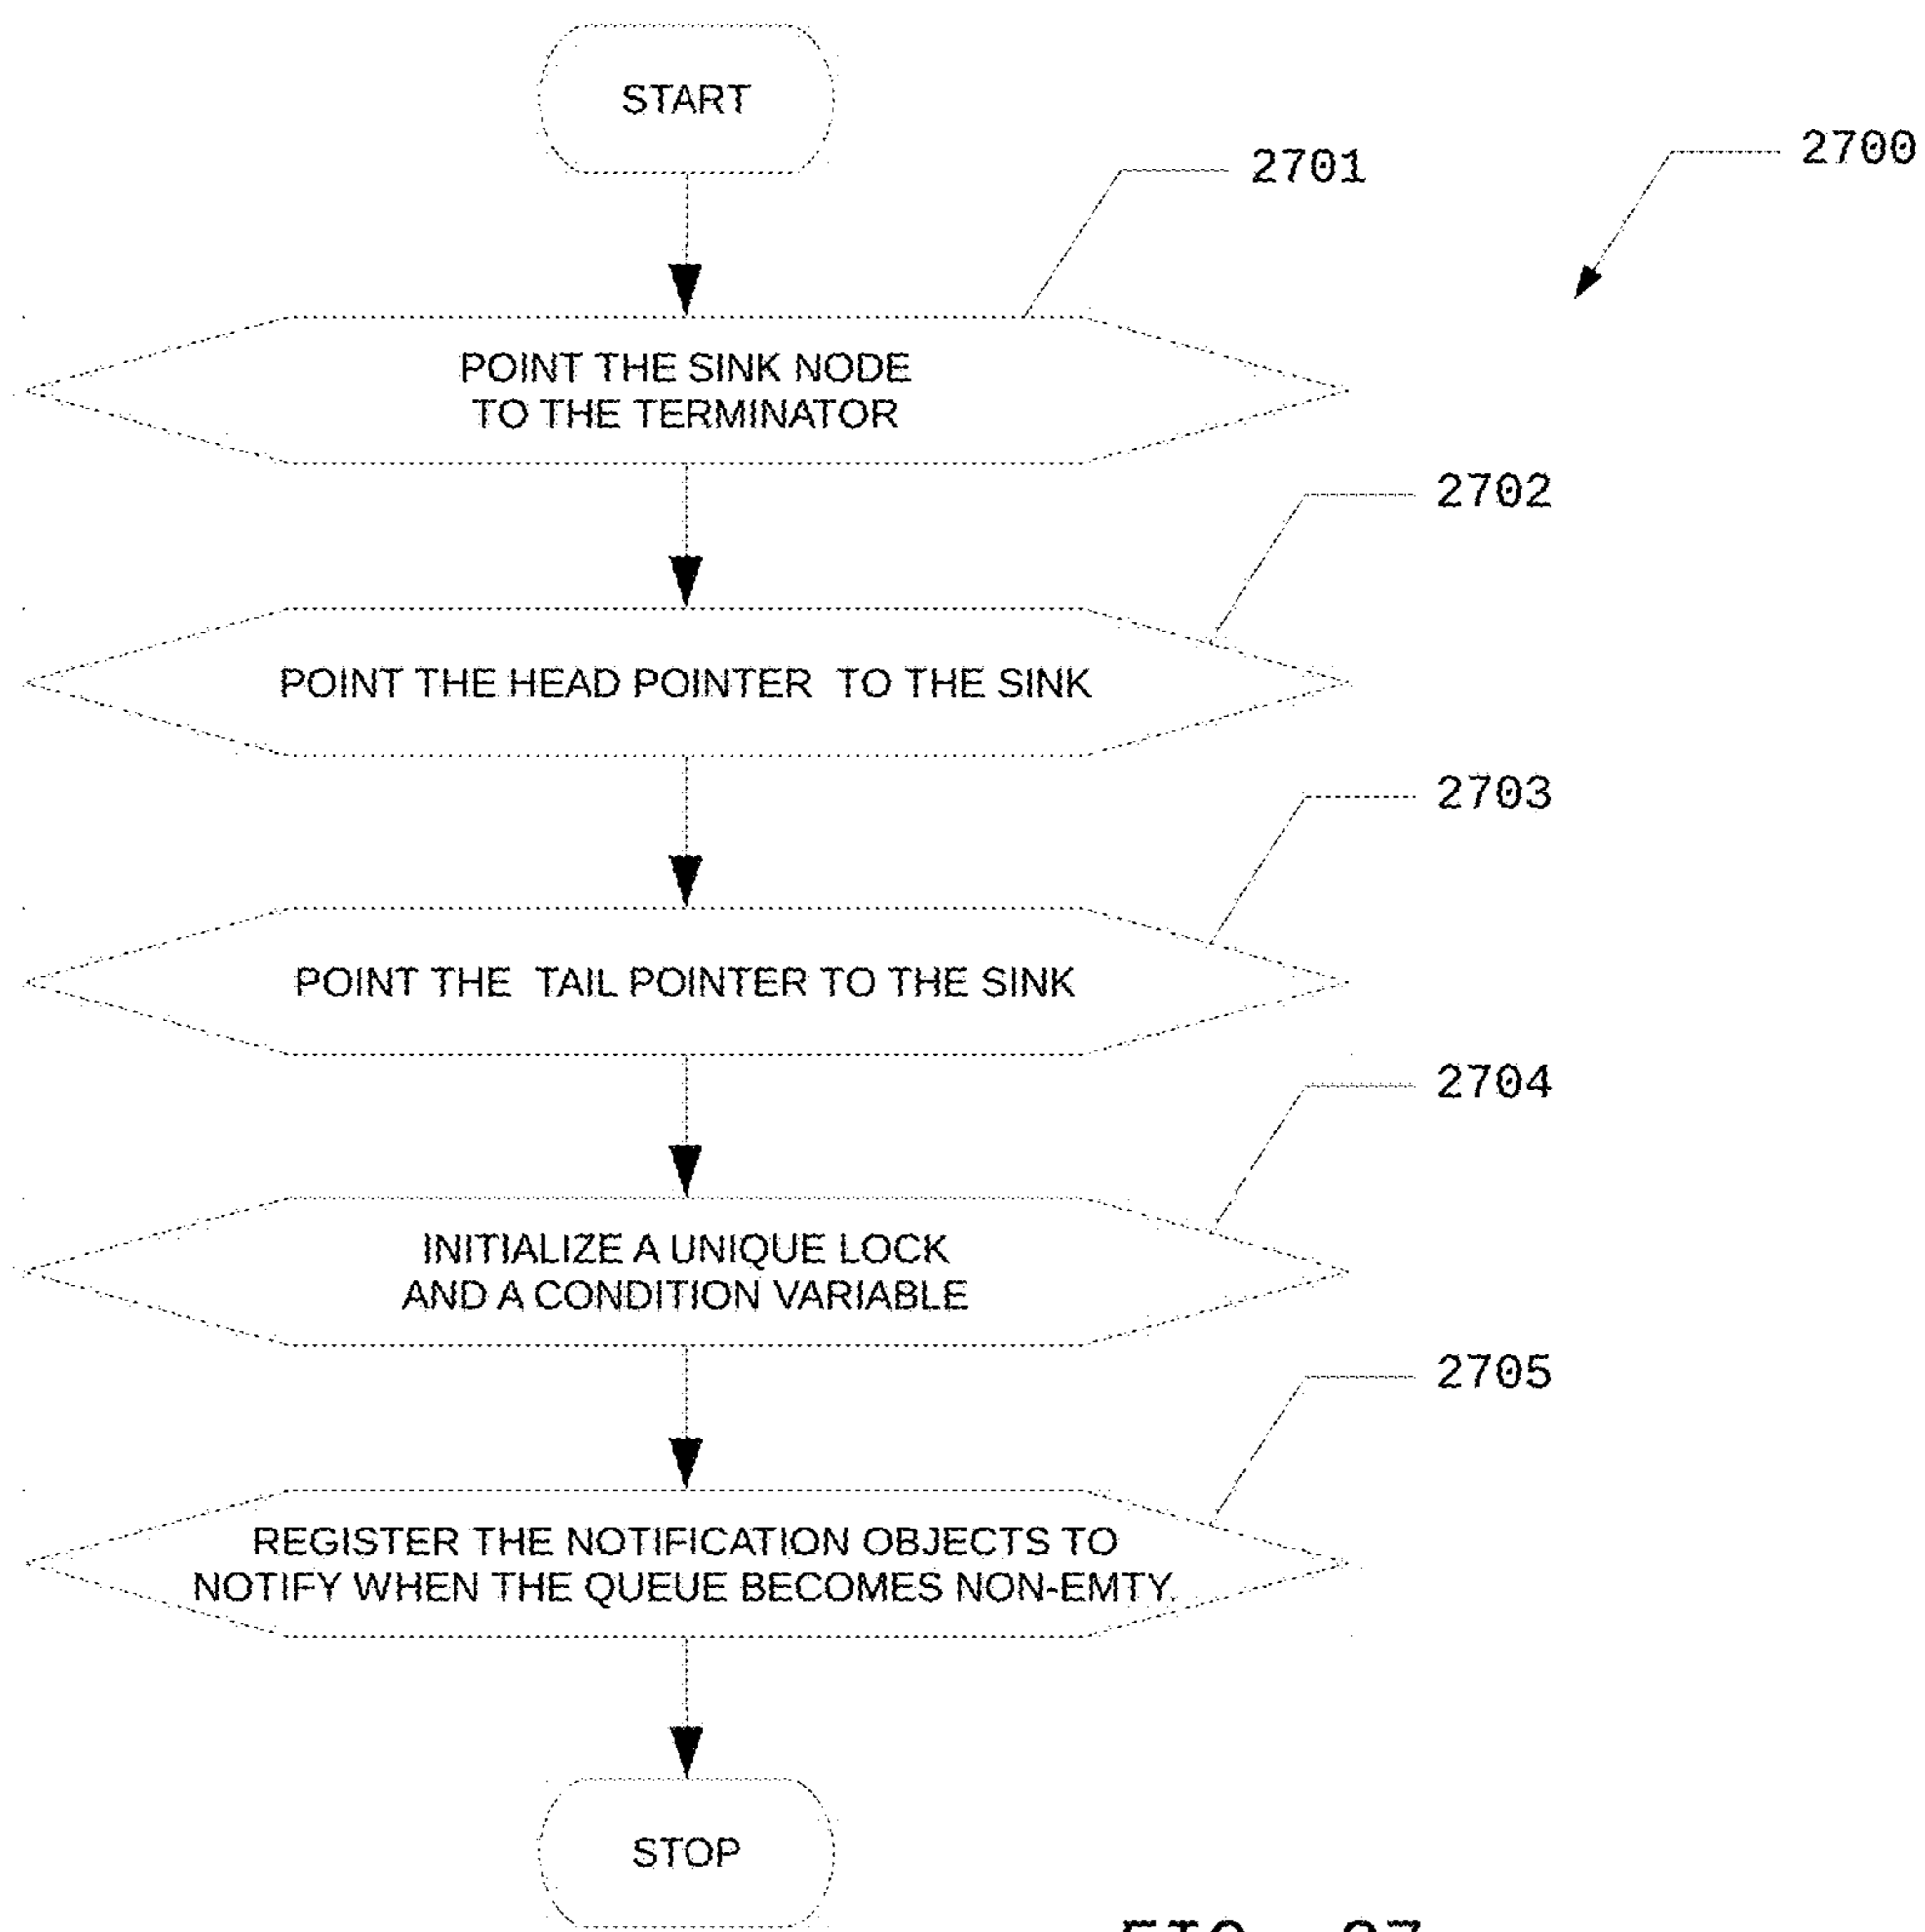 START
2701
2700
POINT THE SINK NODE
TO THE TERMINATOR
2702
POINT THE HEAD POINTER TO THE SINK
2703
POINT THE TAIL POINTER TO THE SINK
2704
INITIALIZE A UNIQUE LOCK
AND A CONDITION VARIABLE
2705
REGISTER THE NOTIFICATION OBJECTS TO
NOTIFY WHEN THE QUEUE BECOMES NON-EMTY.
STOP